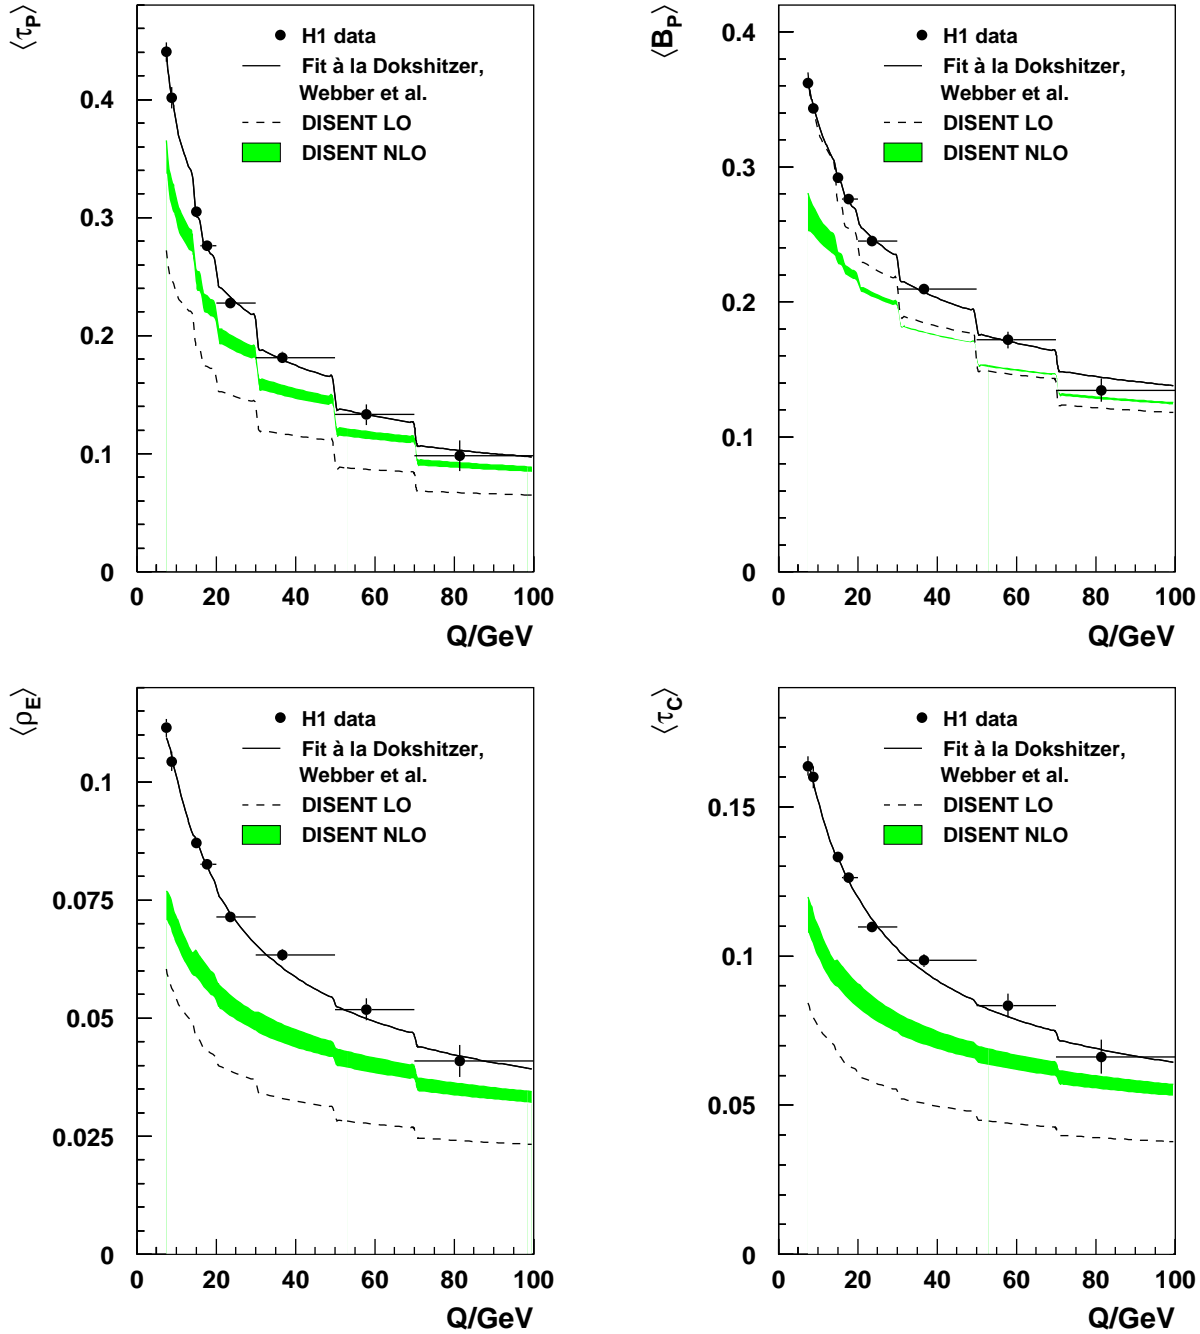 ⟨τP⟩
H1 data
Fit à la Dokshitzer,
Webber et al.
DISENT LO
DISENT NLO
0.4
0.3
0.2
0.1
0
0 20 40 60 80 100
Q/GeV
⟨BP⟩
H1 data
Fit à la Dokshitzer,
Webber et al.
DISENT LO
DISENT NLO
0.4
0.3
0.2
0.1
0
0 20 40 60 80 100
Q/GeV
⟨ρE⟩
H1 data
Fit à la Dokshitzer,
Webber et al.
DISENT LO
DISENT NLO
0.1
0.075
0.05
0.025
0
0 20 40 60 80 100
Q/GeV
⟨τC⟩
H1 data
Fit à la Dokshitzer,
Webber et al.
DISENT LO
DISENT NLO
0.15
0.1
0.05
0
0 20 40 60 80 100
Q/GeV